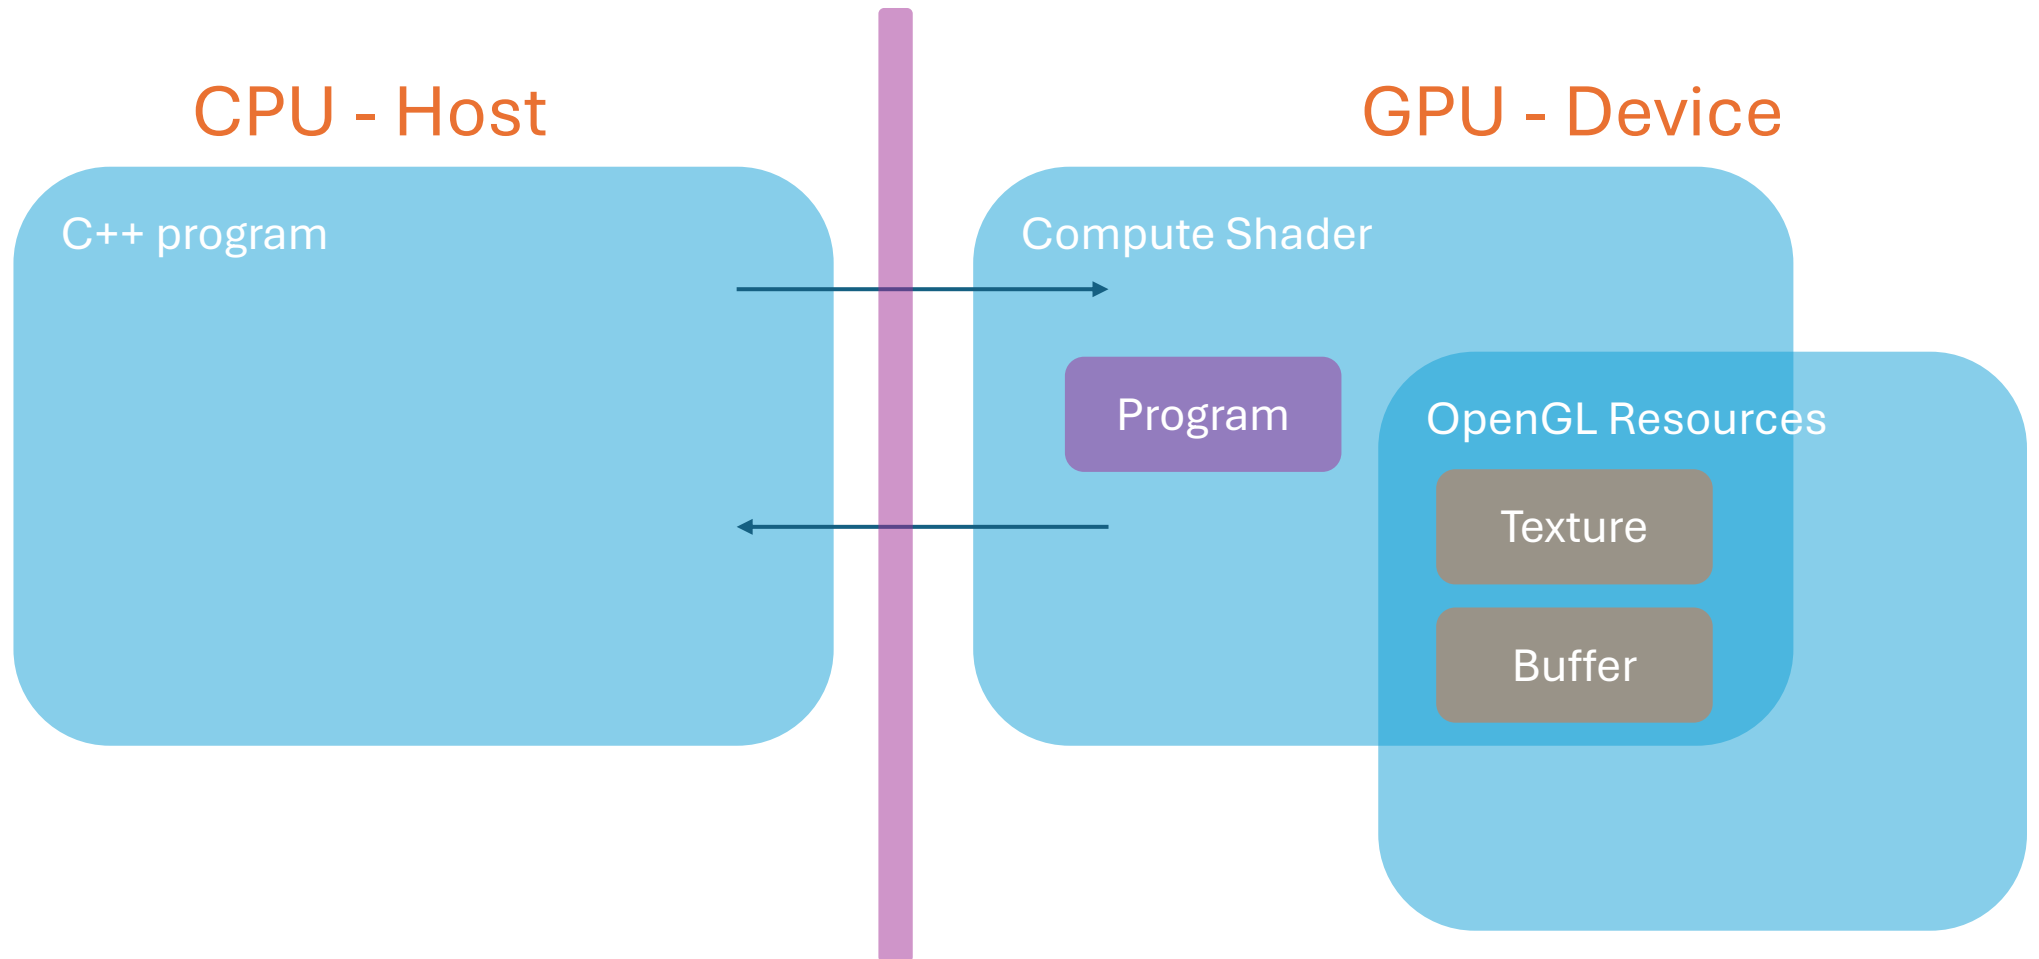 CPU - Host
GPU - Device
C++ program
Compute Shader
Program
OpenGL Resources
Texture
Buffer